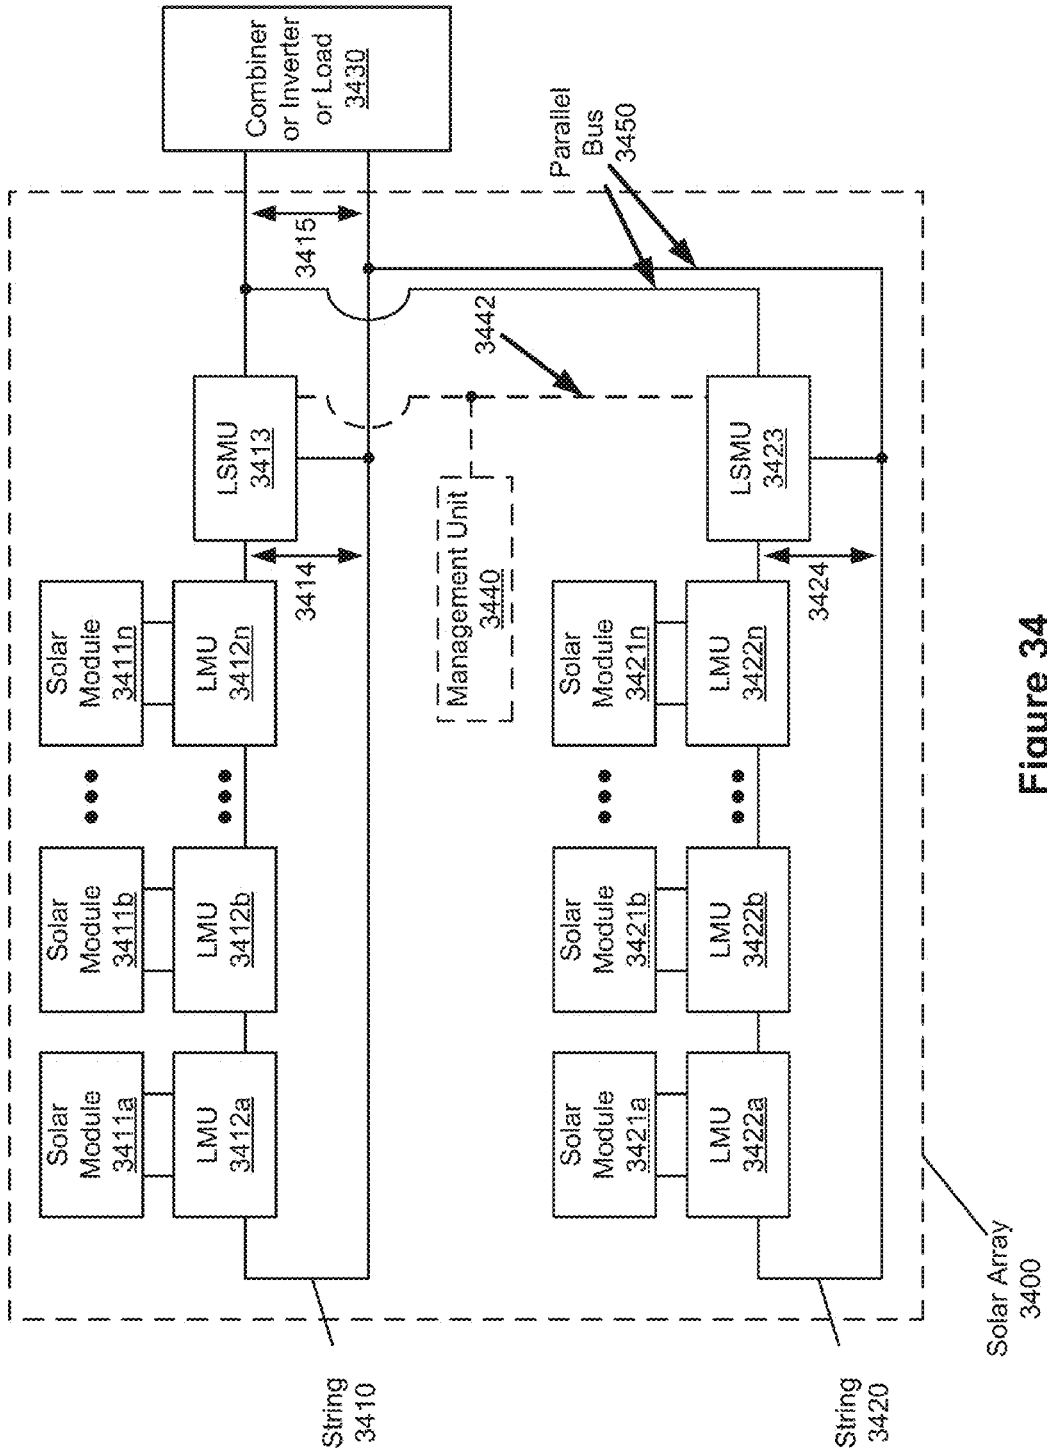 Solar
Module
3411a
Solar
Module
3411b
Solar
Module
3411n
LMU
3412a
LMU
3412b
LMU
3412n
LSMU
3413
Combiner
or Inverter
or Load
3430
3414
3415
String
3410
Management Unit
3440
3442
Parallel
Bus
3450
Solar
Module
3421a
Solar
Module
3421b
Solar
Module
3421n
LMU
3422a
LMU
3422b
LMU
3422n
LSMU
3423
3424
String
3420
Solar Array
3400
Figure 34